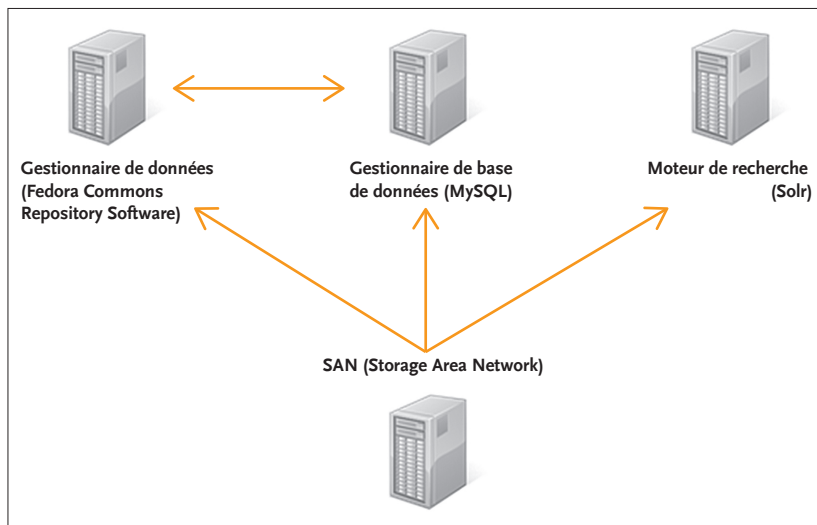 Gestionnaire de données
(Fedora Commons
Repository Software)
Gestionnaire de base
de données (MySQL)
Moteur de recherche
(Solr)
SAN (Storage Area Network)